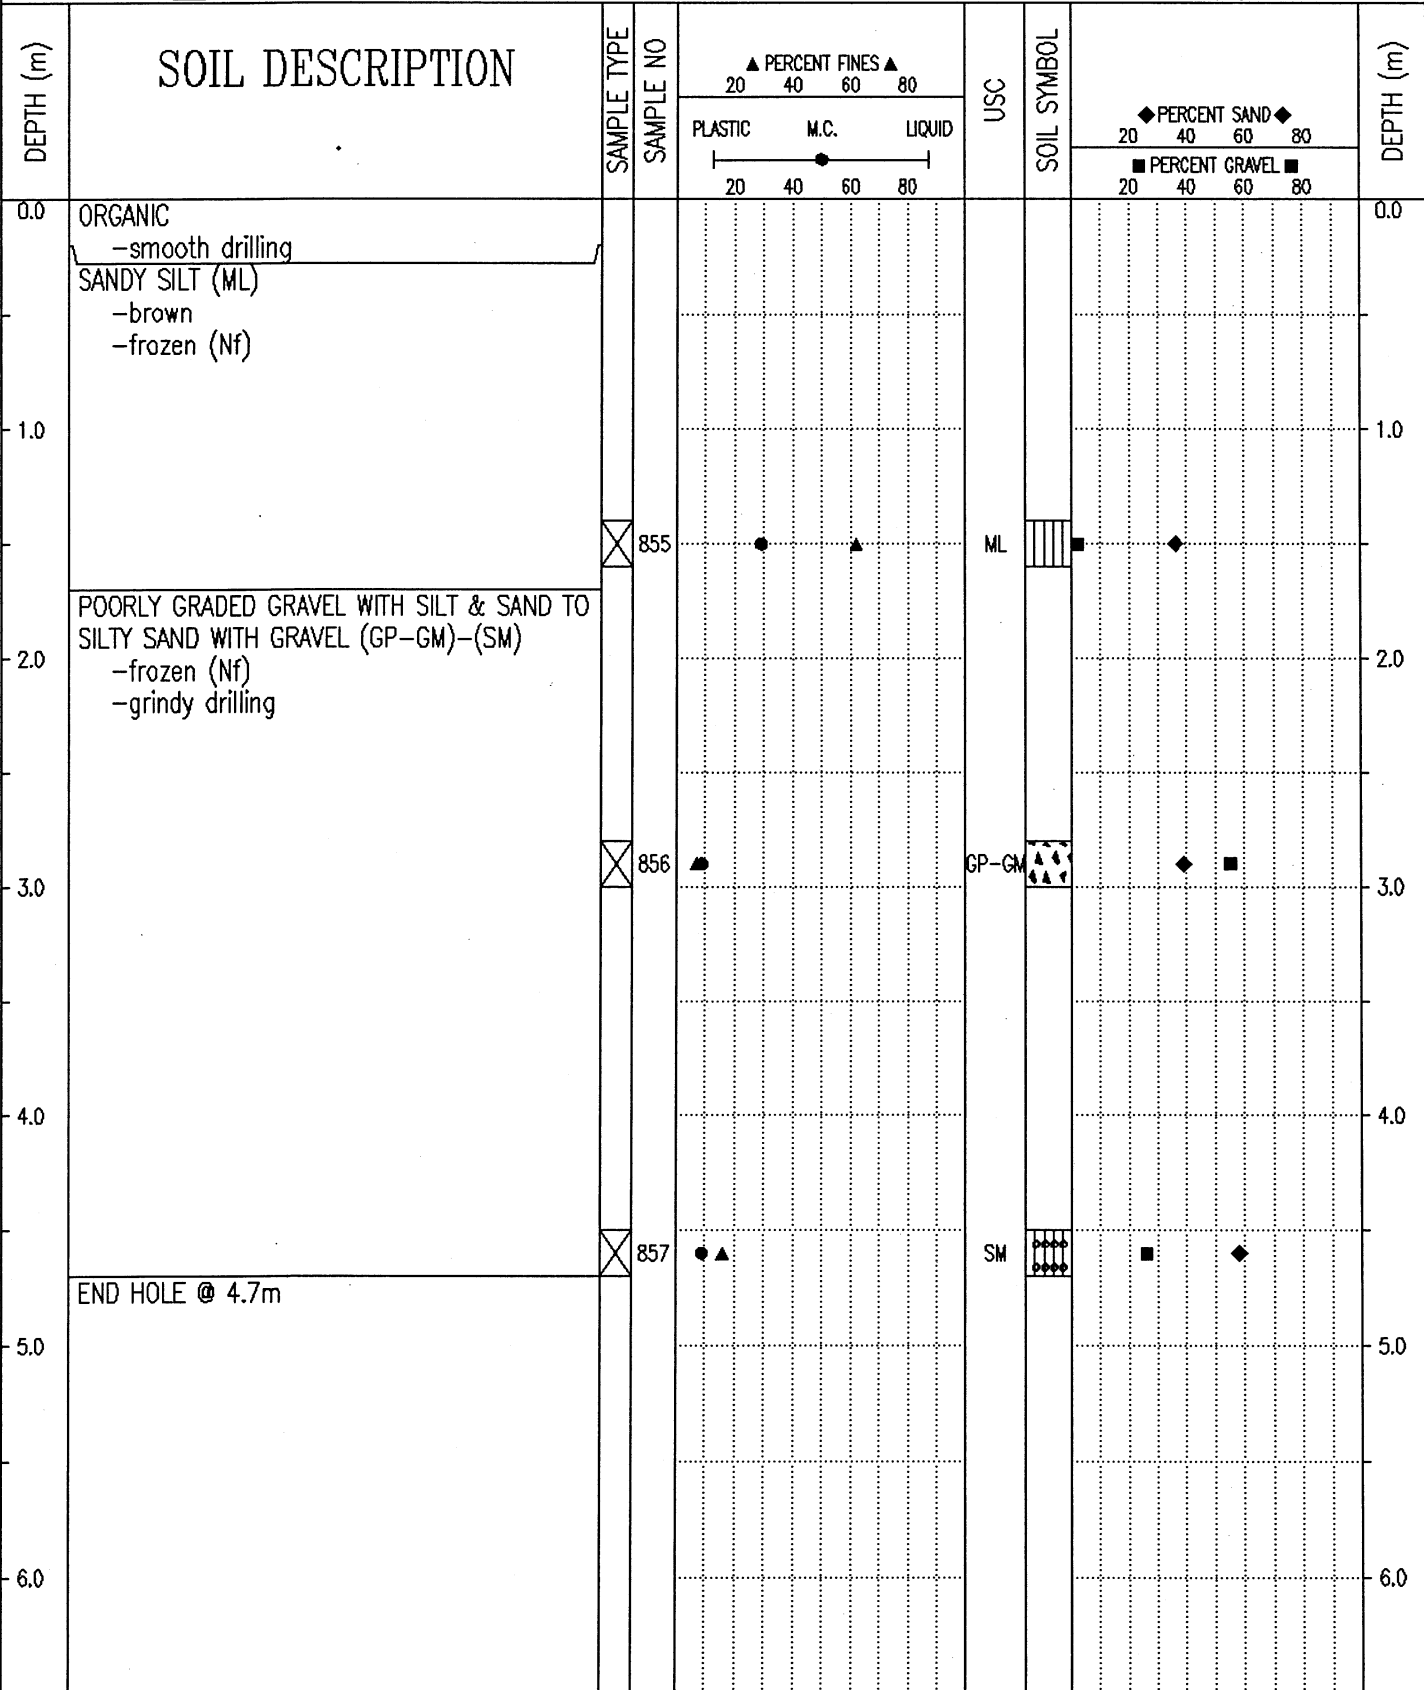 DEPTH (m)
SOIL DESCRIPTION
SAMPLE TYPE
SAMPLE NO
▲ PERCENT FINES ▲
20 40 60 80
PLASTIC M.C. LIQUID
20 40 60 80
USC
SOIL SYMBOL
◆PERCENT SAND◆
20 40 60 80
■ PERCENT GRAVEL ■
20 40 60 80
DEPTH (m)
0.0
ORGANIC
-smooth drilling
SANDY SILT (ML)
-brown
-frozen (Nf)
0.0
1.0
1.0
855
ML
POORLY GRADED GRAVEL WITH SILT & SAND TO
SILTY SAND WITH GRAVEL (GP-GM)-(SM)
-frozen (Nf)
-grindy drilling
2.0
2.0
856
GP-GM
3.0
3.0
4.0
4.0
857
SM
END HOLE @ 4.7m
5.0
5.0
6.0
6.0